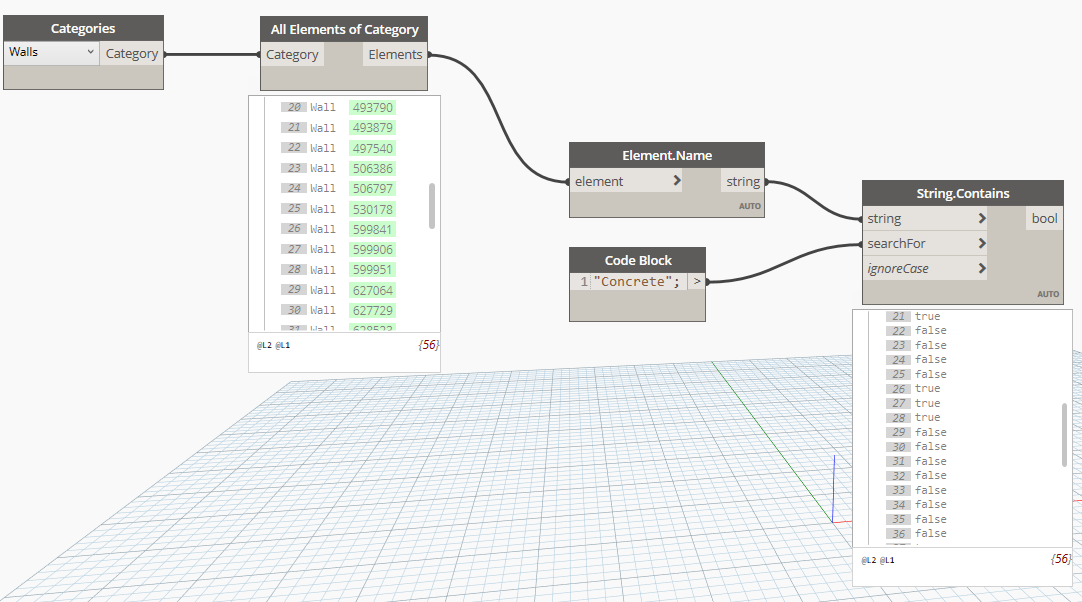 Categories
Walls
Category
All Elements of Category
Category Elements
20 Wall 493790
21 Wall 493879
22 Wall 497540
23 Wall 506386
24 Wall 506797
25 Wall 530178
26 Wall 599841
27 Wall 599906
28 Wall 599951
29 Wall 627064
30 Wall 627729
31 Wall 628523
@L2 @L1 {56}
Element.Name
element > string
AUTO
Code Block
1 "Concrete"; >
String.Contains
string > bool
searchFor >
ignoreCase >
AUTO
21 true
22 false
23 false
24 false
25 false
26 true
27 true
28 true
29 false
30 false
31 false
32 false
33 false
34 false
35 false
36 false
@L2 @L1 {56}